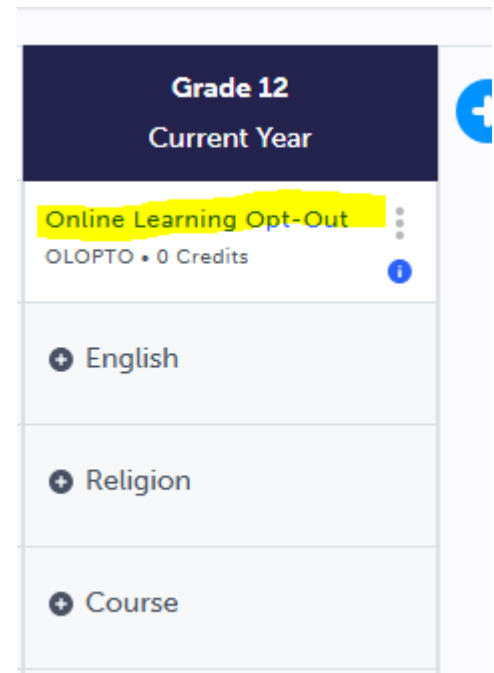 Grade 12
Current Year
Online Learning Opt-Out
OLOPTO • 0 Credits
English
Religion
Course